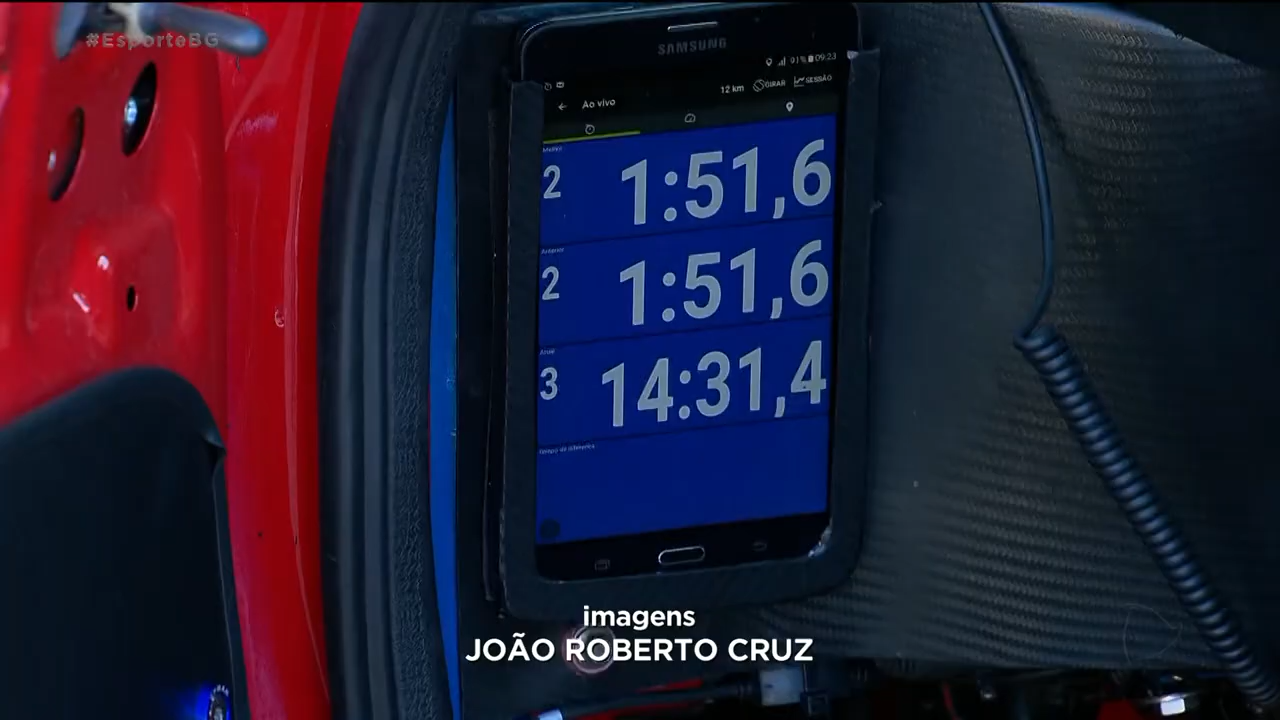 #EsporteBG
SAMSUNG
91% 09:23
← Ao vivo 12 km GIRAR SESSÃO
Melhor
2 1:51,6
Anterior
2 1:51,6
Atual
3 14:31,4
Tempo de diferença
imagens
JOÃO ROBERTO CRUZ